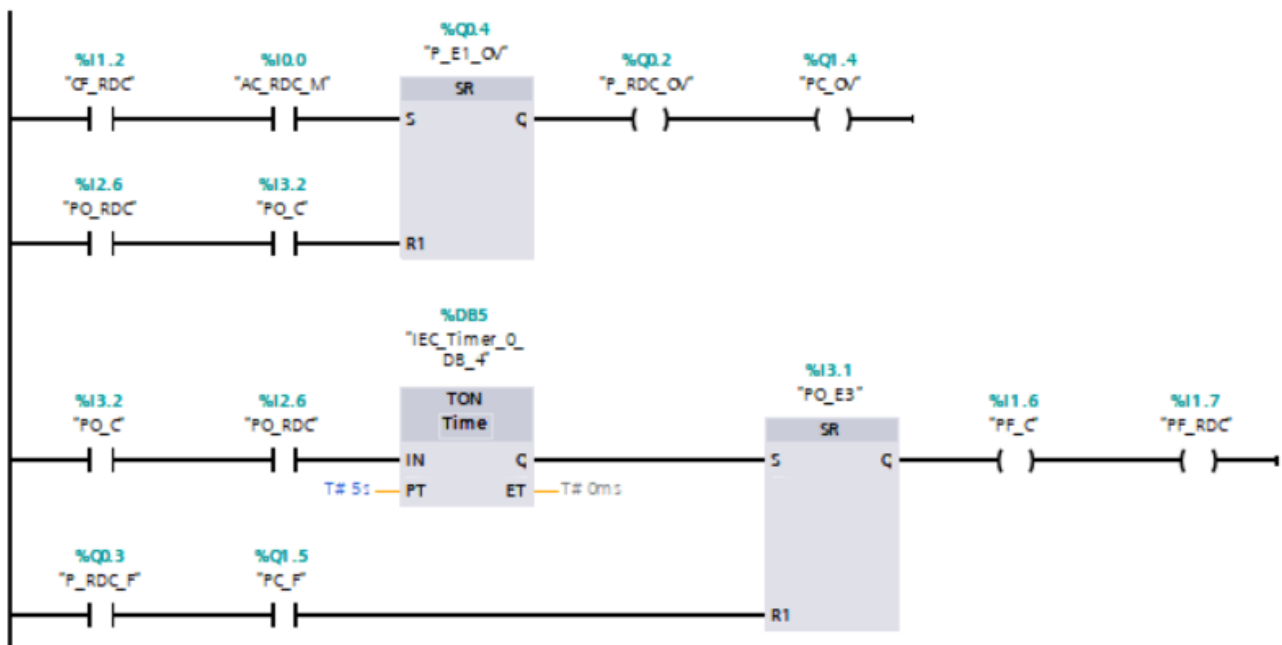 %Q0.4
"P_E1_OV"
%I1.2 %I0.0 %Q0.2 %Q1.4
"CF_RDC" "AC_RDC_M" "P_RDC_OV" "PC_OV"
SR
S Q
%I2.6 %I3.2
"PO_RDC" "PO_C"
R1
%DB5
"IEC_Timer_0_
DB_4"
%I3.1
"PO_E3"
%I3.2 %I2.6 TON %I1.6 %I1.7
"PO_C" "PO_RDC" Time SR "PF_C" "PF_RDC"
IN Q S Q
T# 5s PT ET T# 0ms
%Q0.3 %Q1.5
"P_RDC_F" "PC_F"
R1